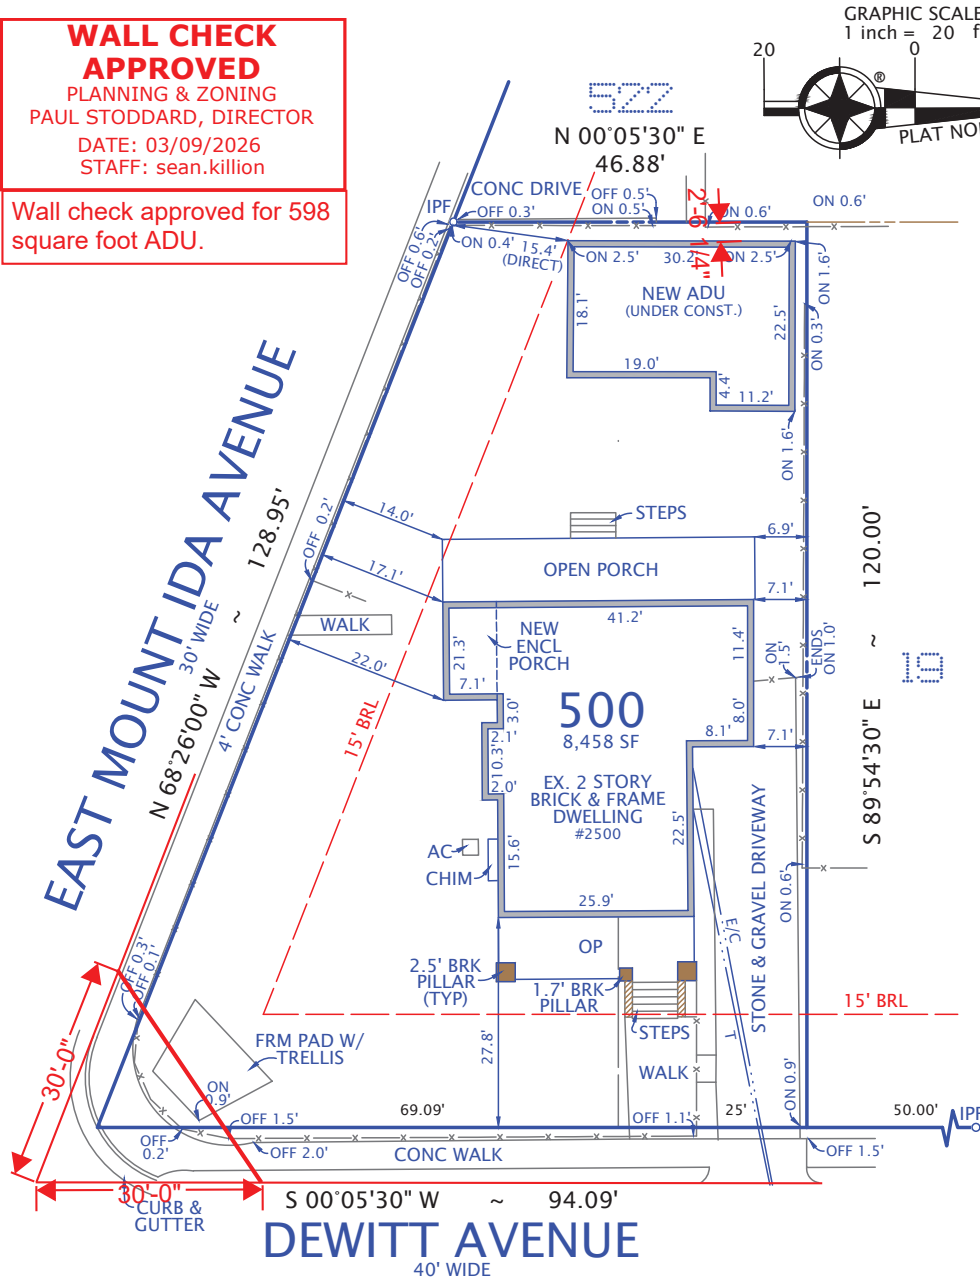 WALL CHECK
APPROVED
PLANNING & ZONING
PAUL STODDARD, DIRECTOR
DATE: 03/09/2026
STAFF: sean.killion
Wall check approved for 598
square foot ADU.
GRAPHIC SCALE
1 inch = 20 f
20
0
®
PLAT NO
522
N 00°05'30" E
46.88'
CONC DRIVE
IPF
OFF 0.3'
OFF 0.5'
ON 0.5'
2'-6 1/4"
ON 0.6'
ON 0.6'
OFF 0.6'
OFF 0.2'
ON 0.4'
15.4'
(DIRECT)
ON 2.5'
30.2'
ON 2.5'
ON 1.6'
NEW ADU
(UNDER CONST.)
18.1'
22.5'
ON 0.3'
19.0'
4.4'
11.2'
ON 1.6'
EAST MOUNT IDA AVENUE
30' WIDE
N 68°26'00" W ~ 128.95'
4' CONC WALK
OFF 0.2'
14.0'
STEPS
6.9'
17.1'
OPEN PORCH
7.1'
S 89°54'30" E ~ 120.00'
WALK
41.2'
NEW
ENCL
PORCH
21.3'
11.4'
22.0'
7.1'
ON
1.5'
ENDS
ON 1.0'
19
3.0'
500
8,458 SF
8.0'
15' BRL
2.1'
8.1'
7.1'
10.3'
2.0'
EX. 2 STORY
BRICK & FRAME
DWELLING
#2500
22.5'
AC
CHIM
15.6'
25.9'
STONE & GRAVEL DRIVEWAY
ON 0.6'
E/C
OP
OFF 0.3'
OFF 0.1'
2.5' BRK
PILLAR
(TYP)
1.7' BRK
PILLAR
15' BRL
STEPS
T
30'-0"
FRM PAD W/
TRELLIS
27.8'
WALK
ON
0.9'
ON 0.9'
69.09'
25'
50.00'
IPF
OFF 1.5'
OFF 1.1'
OFF
0.2'
OFF 2.0'
CONC WALK
OFF 1.5'
30'-0"
CURB &
GUTTER
S 00°05'30" W ~ 94.09'
DEWITT AVENUE
40' WIDE